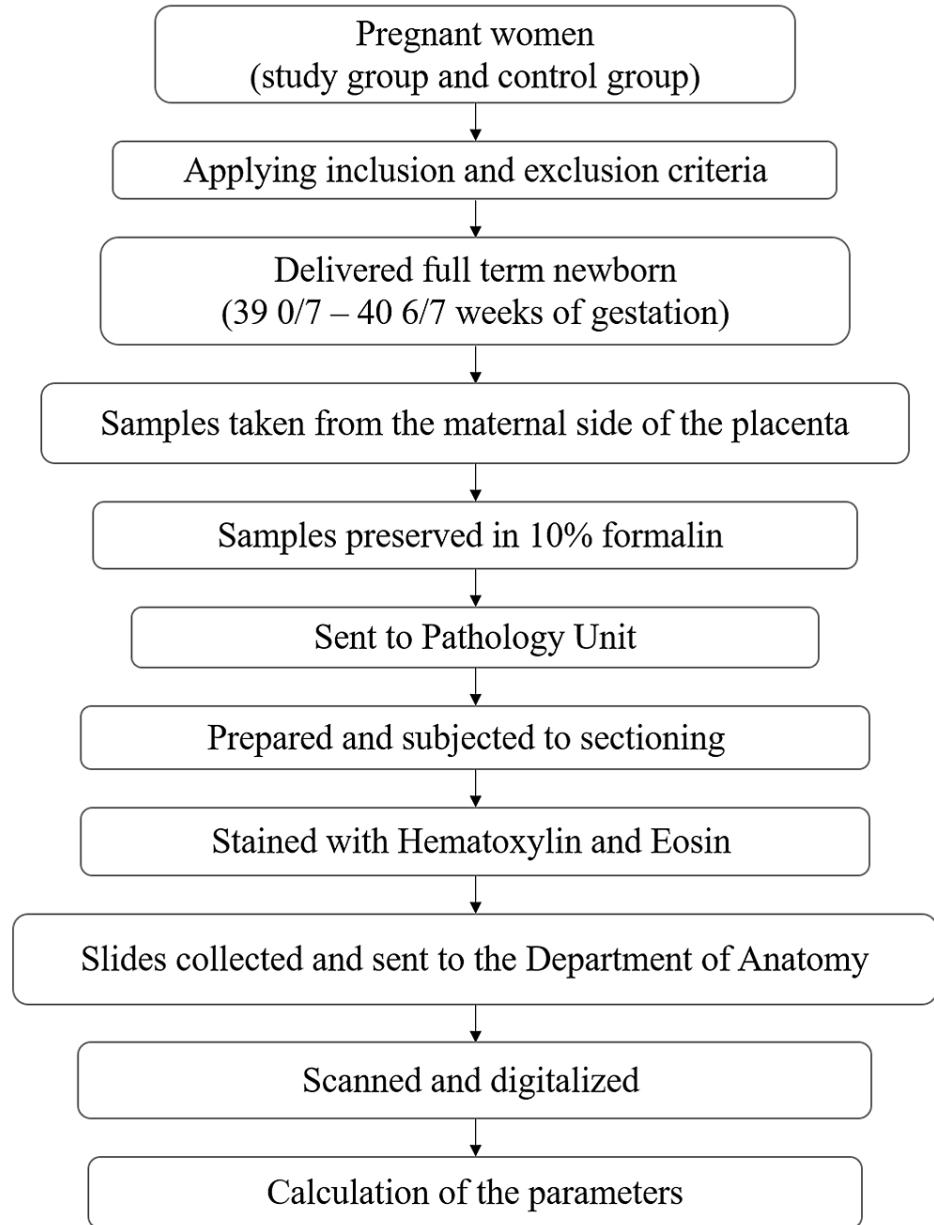 Pregnant women
(study group and control group)
Applying inclusion and exclusion criteria
Delivered full term newborn
(39 0/7 – 40 6/7 weeks of gestation)
Samples taken from the maternal side of the placenta
Samples preserved in 10% formalin
Sent to Pathology Unit
Prepared and subjected to sectioning
Stained with Hematoxylin and Eosin
Slides collected and sent to the Department of Anatomy
Scanned and digitalized
Calculation of the parameters